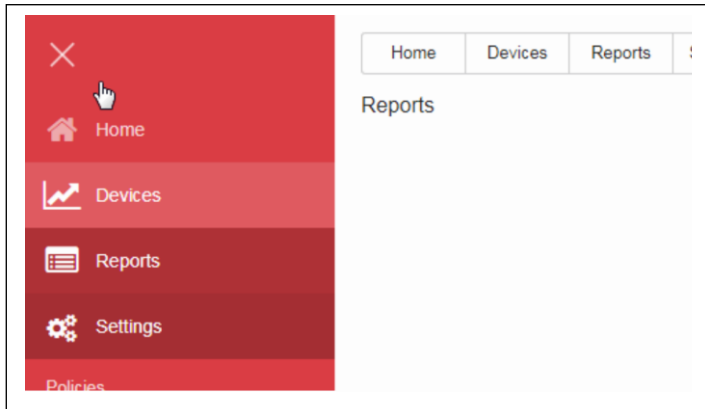 Home Devices Reports
Reports
Home
Devices
Reports
Settings
Policies